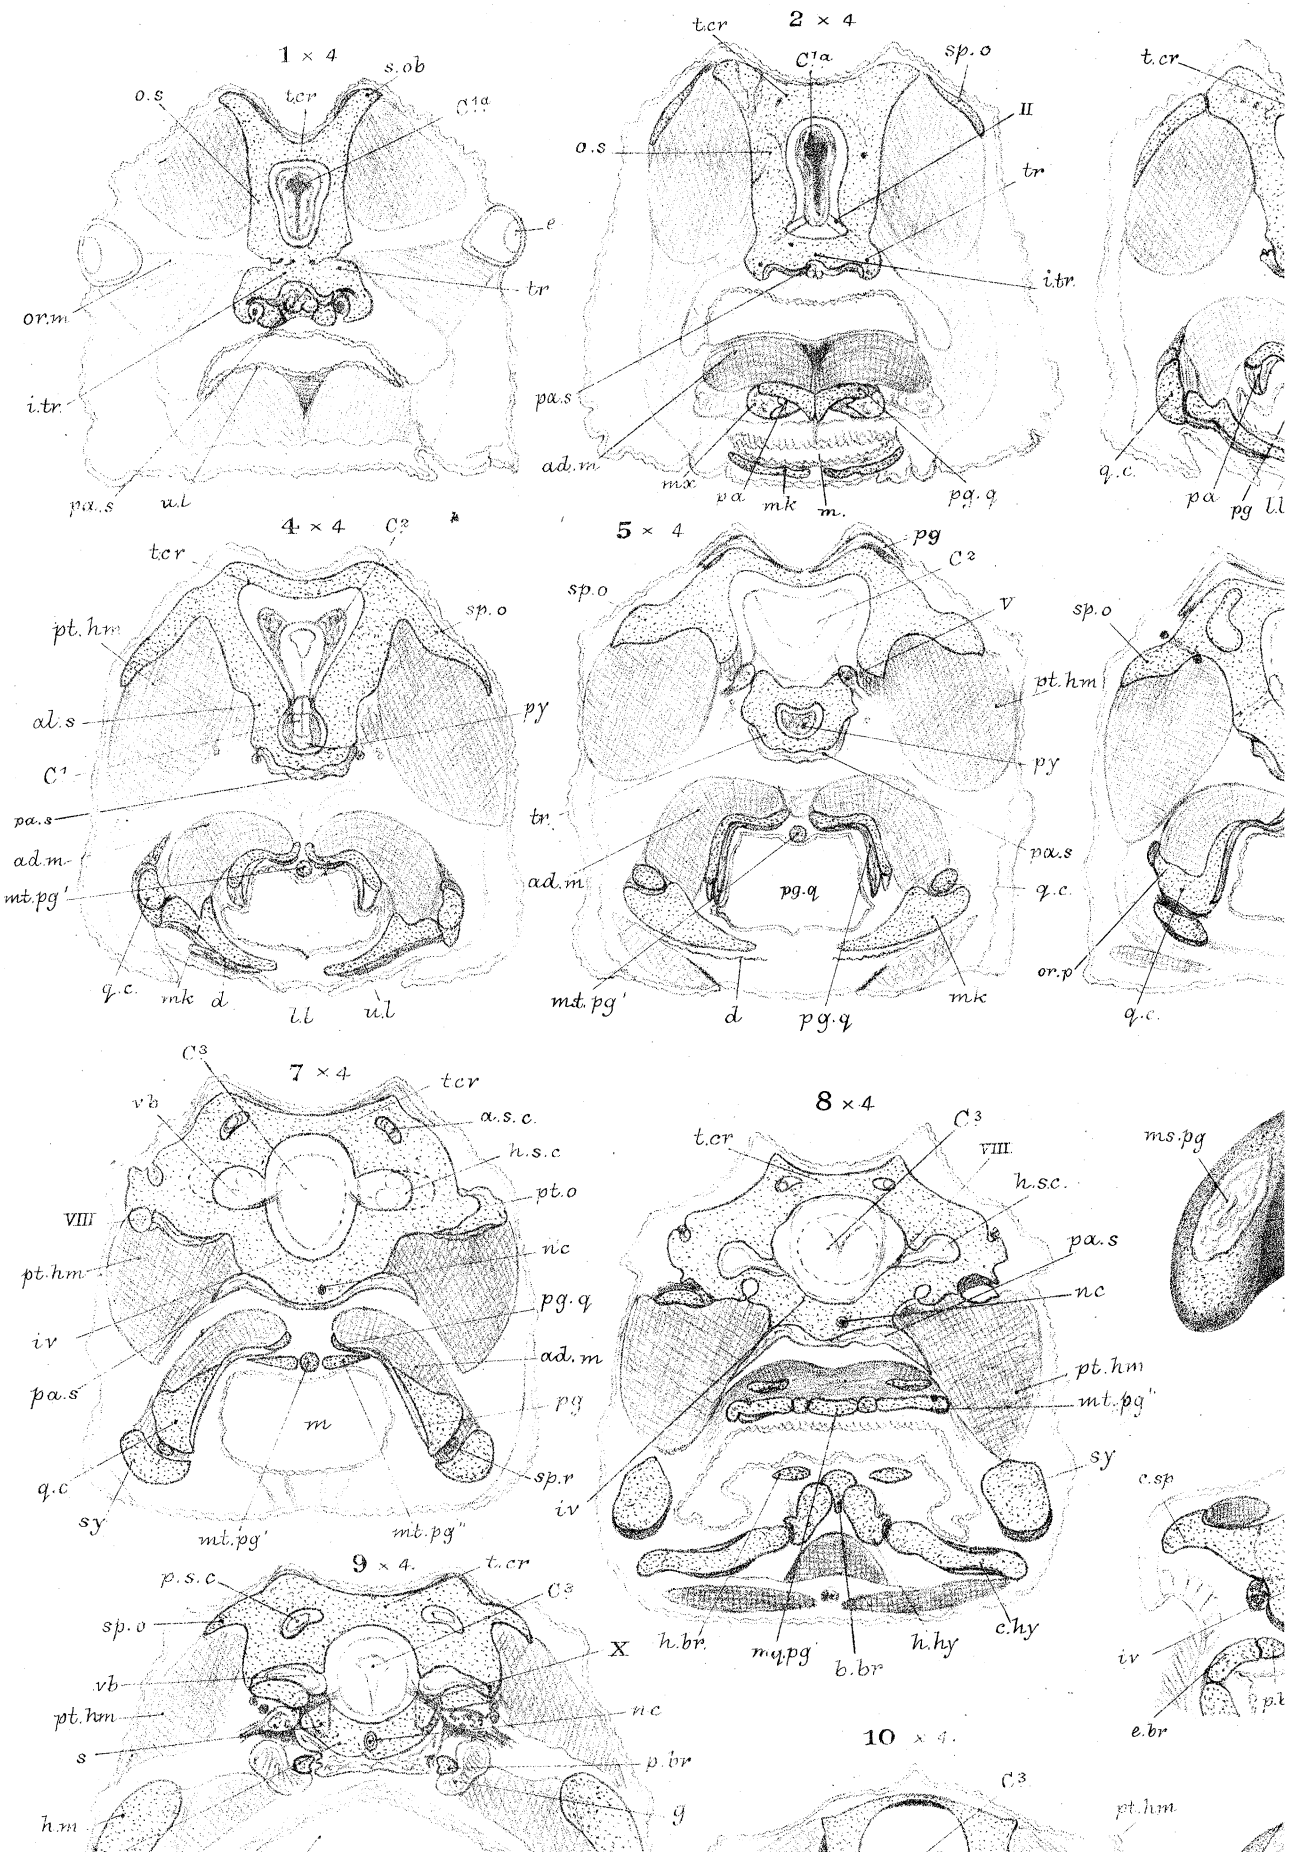 1 × 4
s.ob
o.s
t.cr
C¹ᵃ
e
tr
or.m
i.tr.
pa.s
u.l
2 × 4
t.cr
C¹ᵃ
sp.o
II
o.s
tr
i.tr.
pa.s
ad.m
mx
pa
mk
m.
pg.q
t.cr
q.c.
pa
pg
l.l
4 × 4
C²
t.cr
sp.o
pt.hm
al.s
py
C¹
pa.s
ad.m
mt.pg'
q.c.
mk
d
l.l
u.l
5 × 4
pg
C²
sp.o
V
pt.hm
py
tr.
pa.s
ad.m
pg.q
q.c.
mt.pg'
d
pg.q
mk
sp.o
or.p
q.c.
7 × 4
C³
t.cr
vb
a.s.c.
h.s.c
pt.o
VIII
nc
pt.hm
pg.q
iv
ad.m
pa.s
pg
m
q.c
sp.r
sy
mt.pg'
mt.pg"
8 × 4
C³
t.cr
VIII.
h.s.c.
pa.s
nc
pt.hm
mt.pg"
sy
iv
h.br.
b.br
h.hy
c.hy
ms.pg
c.sp
iv
e.br
9 × 4.
p.s.c
t.cr
C³
sp.o
X
vb
pt.hm
nc
s
p.br
h.m
g
10 × 4.
C³
pt.hm